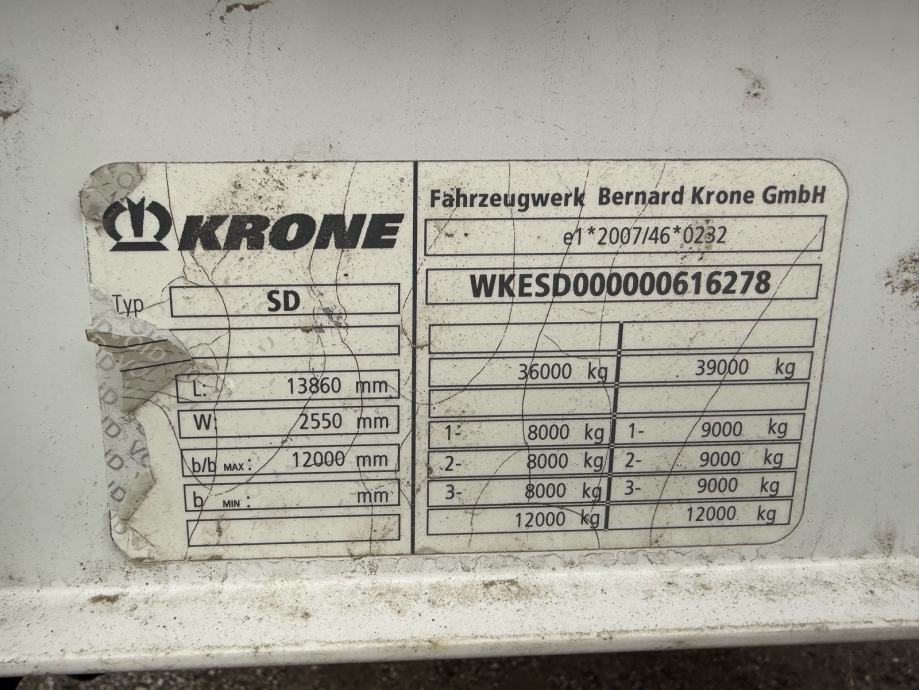 KRONE
Typ SD
L: 13860 mm
W: 2550 mm
b/b MAX: 12000 mm
b MIN: mm
Fahrzeugwerk Bernard Krone GmbH
e1*2007/46*0232
WKESD000000616278
36000 kg 39000 kg
1- 8000 kg 1- 9000 kg
2- 8000 kg 2- 9000 kg
3- 8000 kg 3- 9000 kg
12000 kg 12000 kg